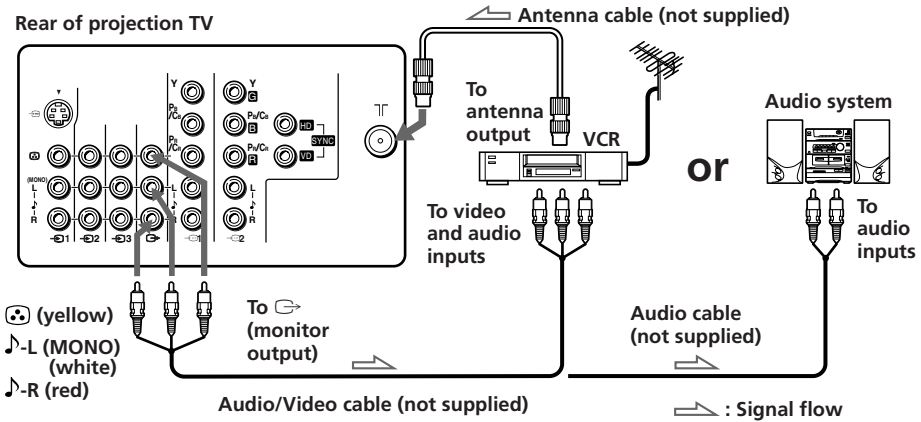 Antenna cable (not supplied)
Rear of projection TV
To
antenna
output
VCR
or
Audio system
Y
PB
/CB
PR
/CR
Y
G
PB/CB
B
PR/CR
R
HD
SYNC
VD
(MONO)
L
R
L
R
L
R
1
2
3
1
2
To video
and audio
inputs
To
audio
inputs
(yellow)
-L (MONO)
(white)
-R (red)
To
(monitor
output)
Audio cable
(not supplied)
Audio/Video cable (not supplied)
: Signal flow